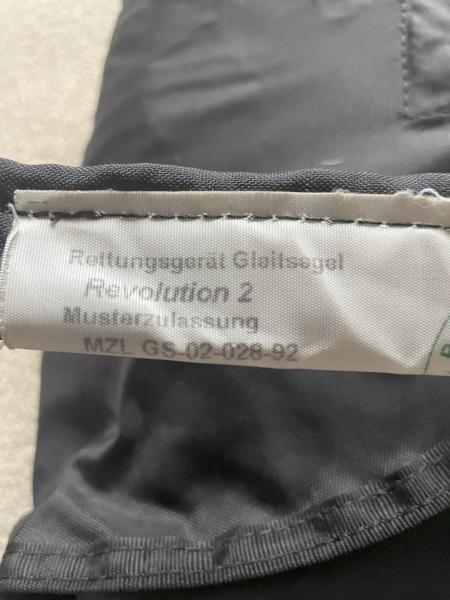 Rettungsgerät Gleitsegel
Revolution 2
Musterzulassung
MZL GS-02-028-92